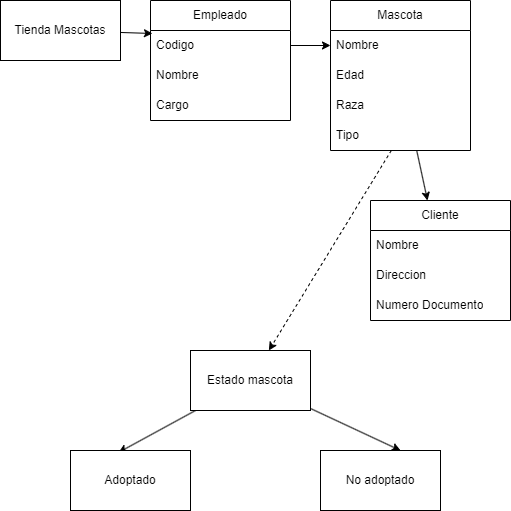 Tienda Mascotas
Empleado
Codigo
Nombre
Cargo
Mascota
Nombre
Edad
Raza
Tipo
Cliente
Nombre
Direccion
Numero Documento
Estado mascota
Adoptado
No adoptado